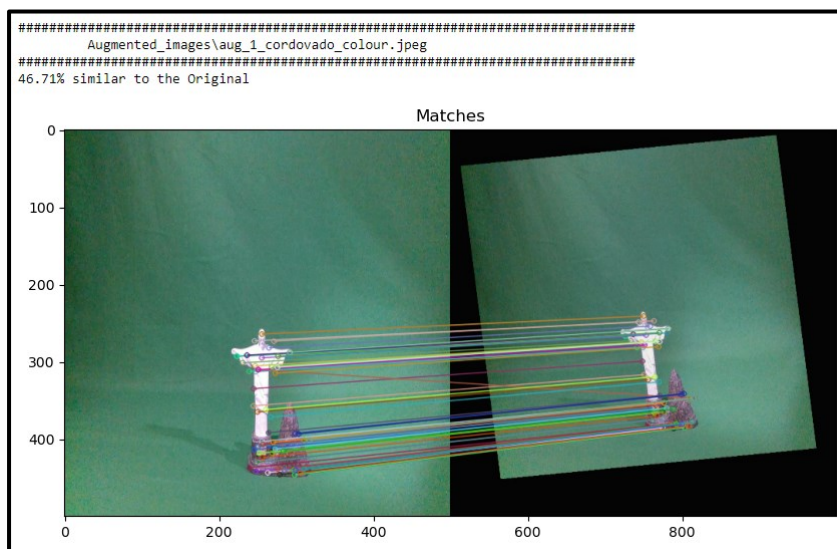 ################################################################################
Augmented_images\aug_1_cordovado_colour.jpeg
################################################################################
46.71% similar to the Original
Matches
0
100
200
300
400
0 200 400 600 800